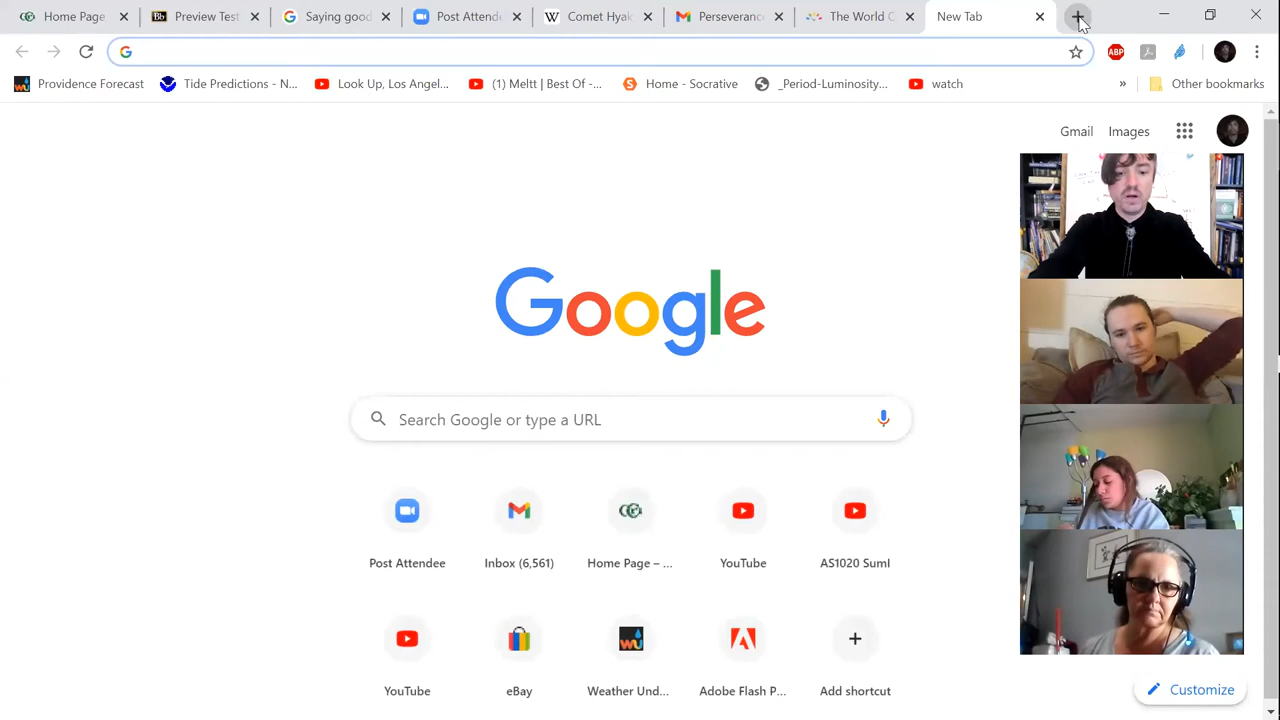 Home Page
Preview Test
Saying good
Post Attende
Comet Hyak
Perseveranc
The World C
New Tab
Providence Forecast
Tide Predictions - N...
Look Up, Los Angel...
(1) Meltt | Best Of -...
Home - Socrative
_Period-Luminosity...
watch
»
Other bookmarks
ABP
Gmail
Images
Google
Search Google or type a URL
Post Attendee
Inbox (6,561)
Home Page – ...
YouTube
AS1020 SumI
YouTube
eBay
Weather Und...
Adobe Flash P...
Add shortcut
Customize